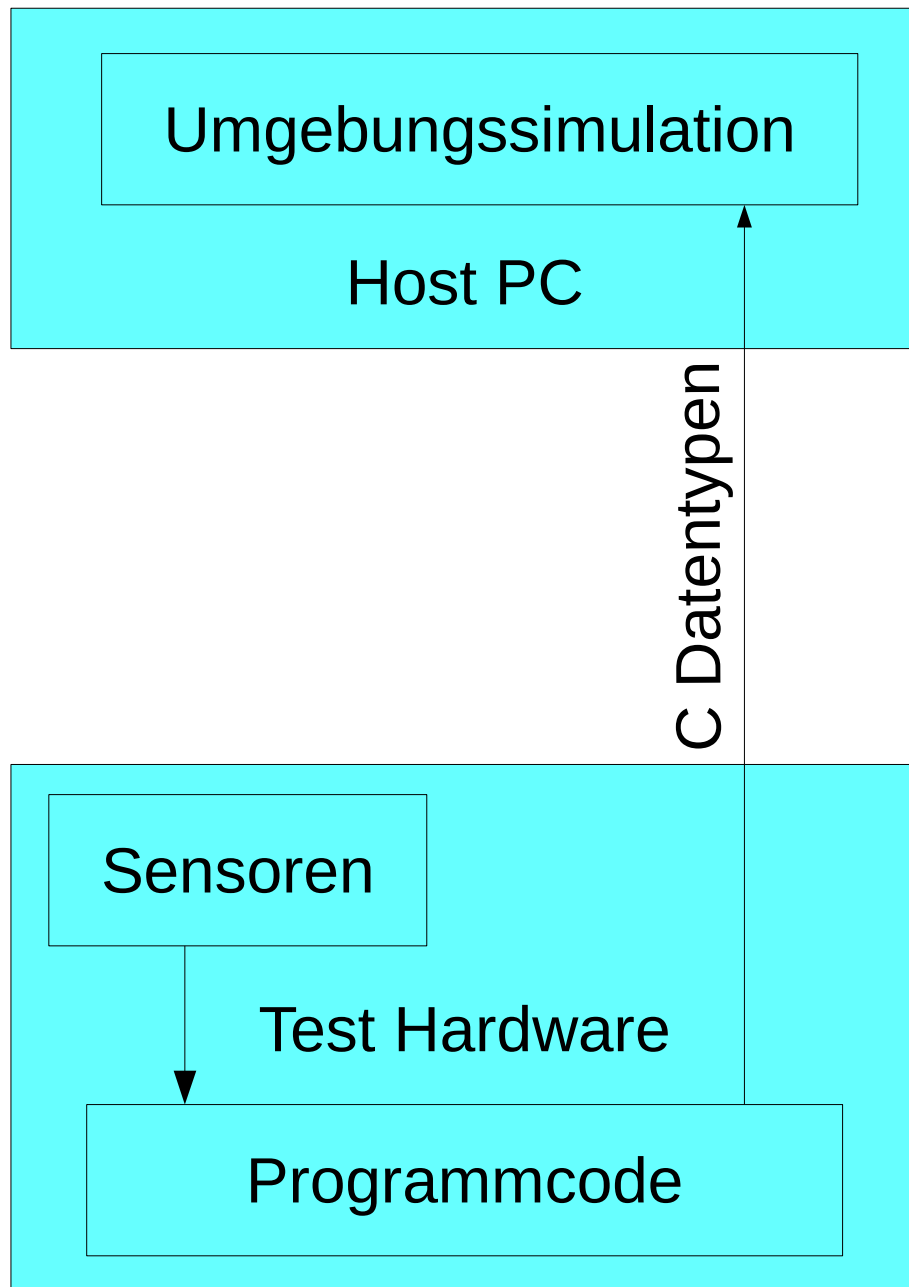 Umgebungssimulation
Host PC
C Datentypen
Sensoren
Test Hardware
Programmcode